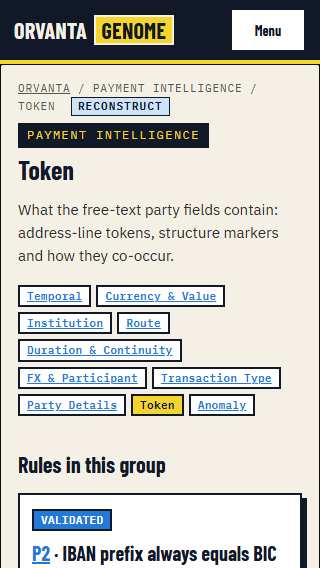 ORVANTA GENOME Menu
ORVANTA / PAYMENT INTELLIGENCE /
TOKEN RECONSTRUCT
PAYMENT INTELLIGENCE
Token
What the free-text party fields contain:
address-line tokens, structure markers
and how they co-occur.
Temporal Currency & Value
Institution Route
Duration & Continuity
FX & Participant Transaction Type
Party Details Token Anomaly
Rules in this group
VALIDATED
P2 · IBAN prefix always equals BIC